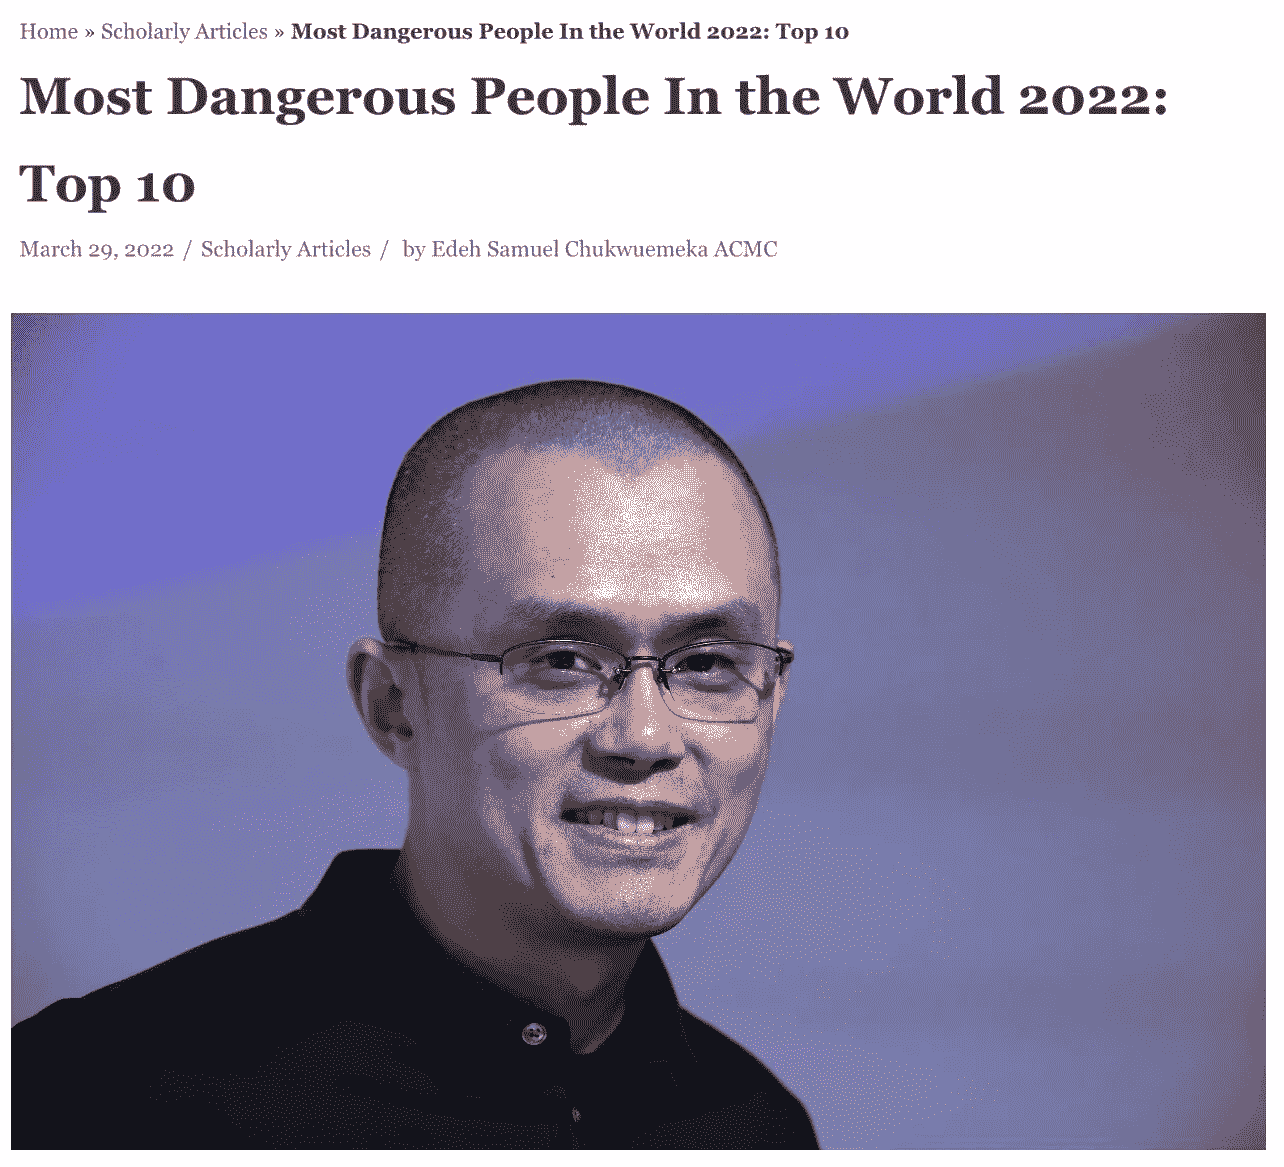 Home » Scholarly Articles » Most Dangerous People In the World 2022: Top 10
Most Dangerous People In the World 2022:
Top 10
March 29, 2022 / Scholarly Articles / by Edeh Samuel Chukwuemeka ACMC